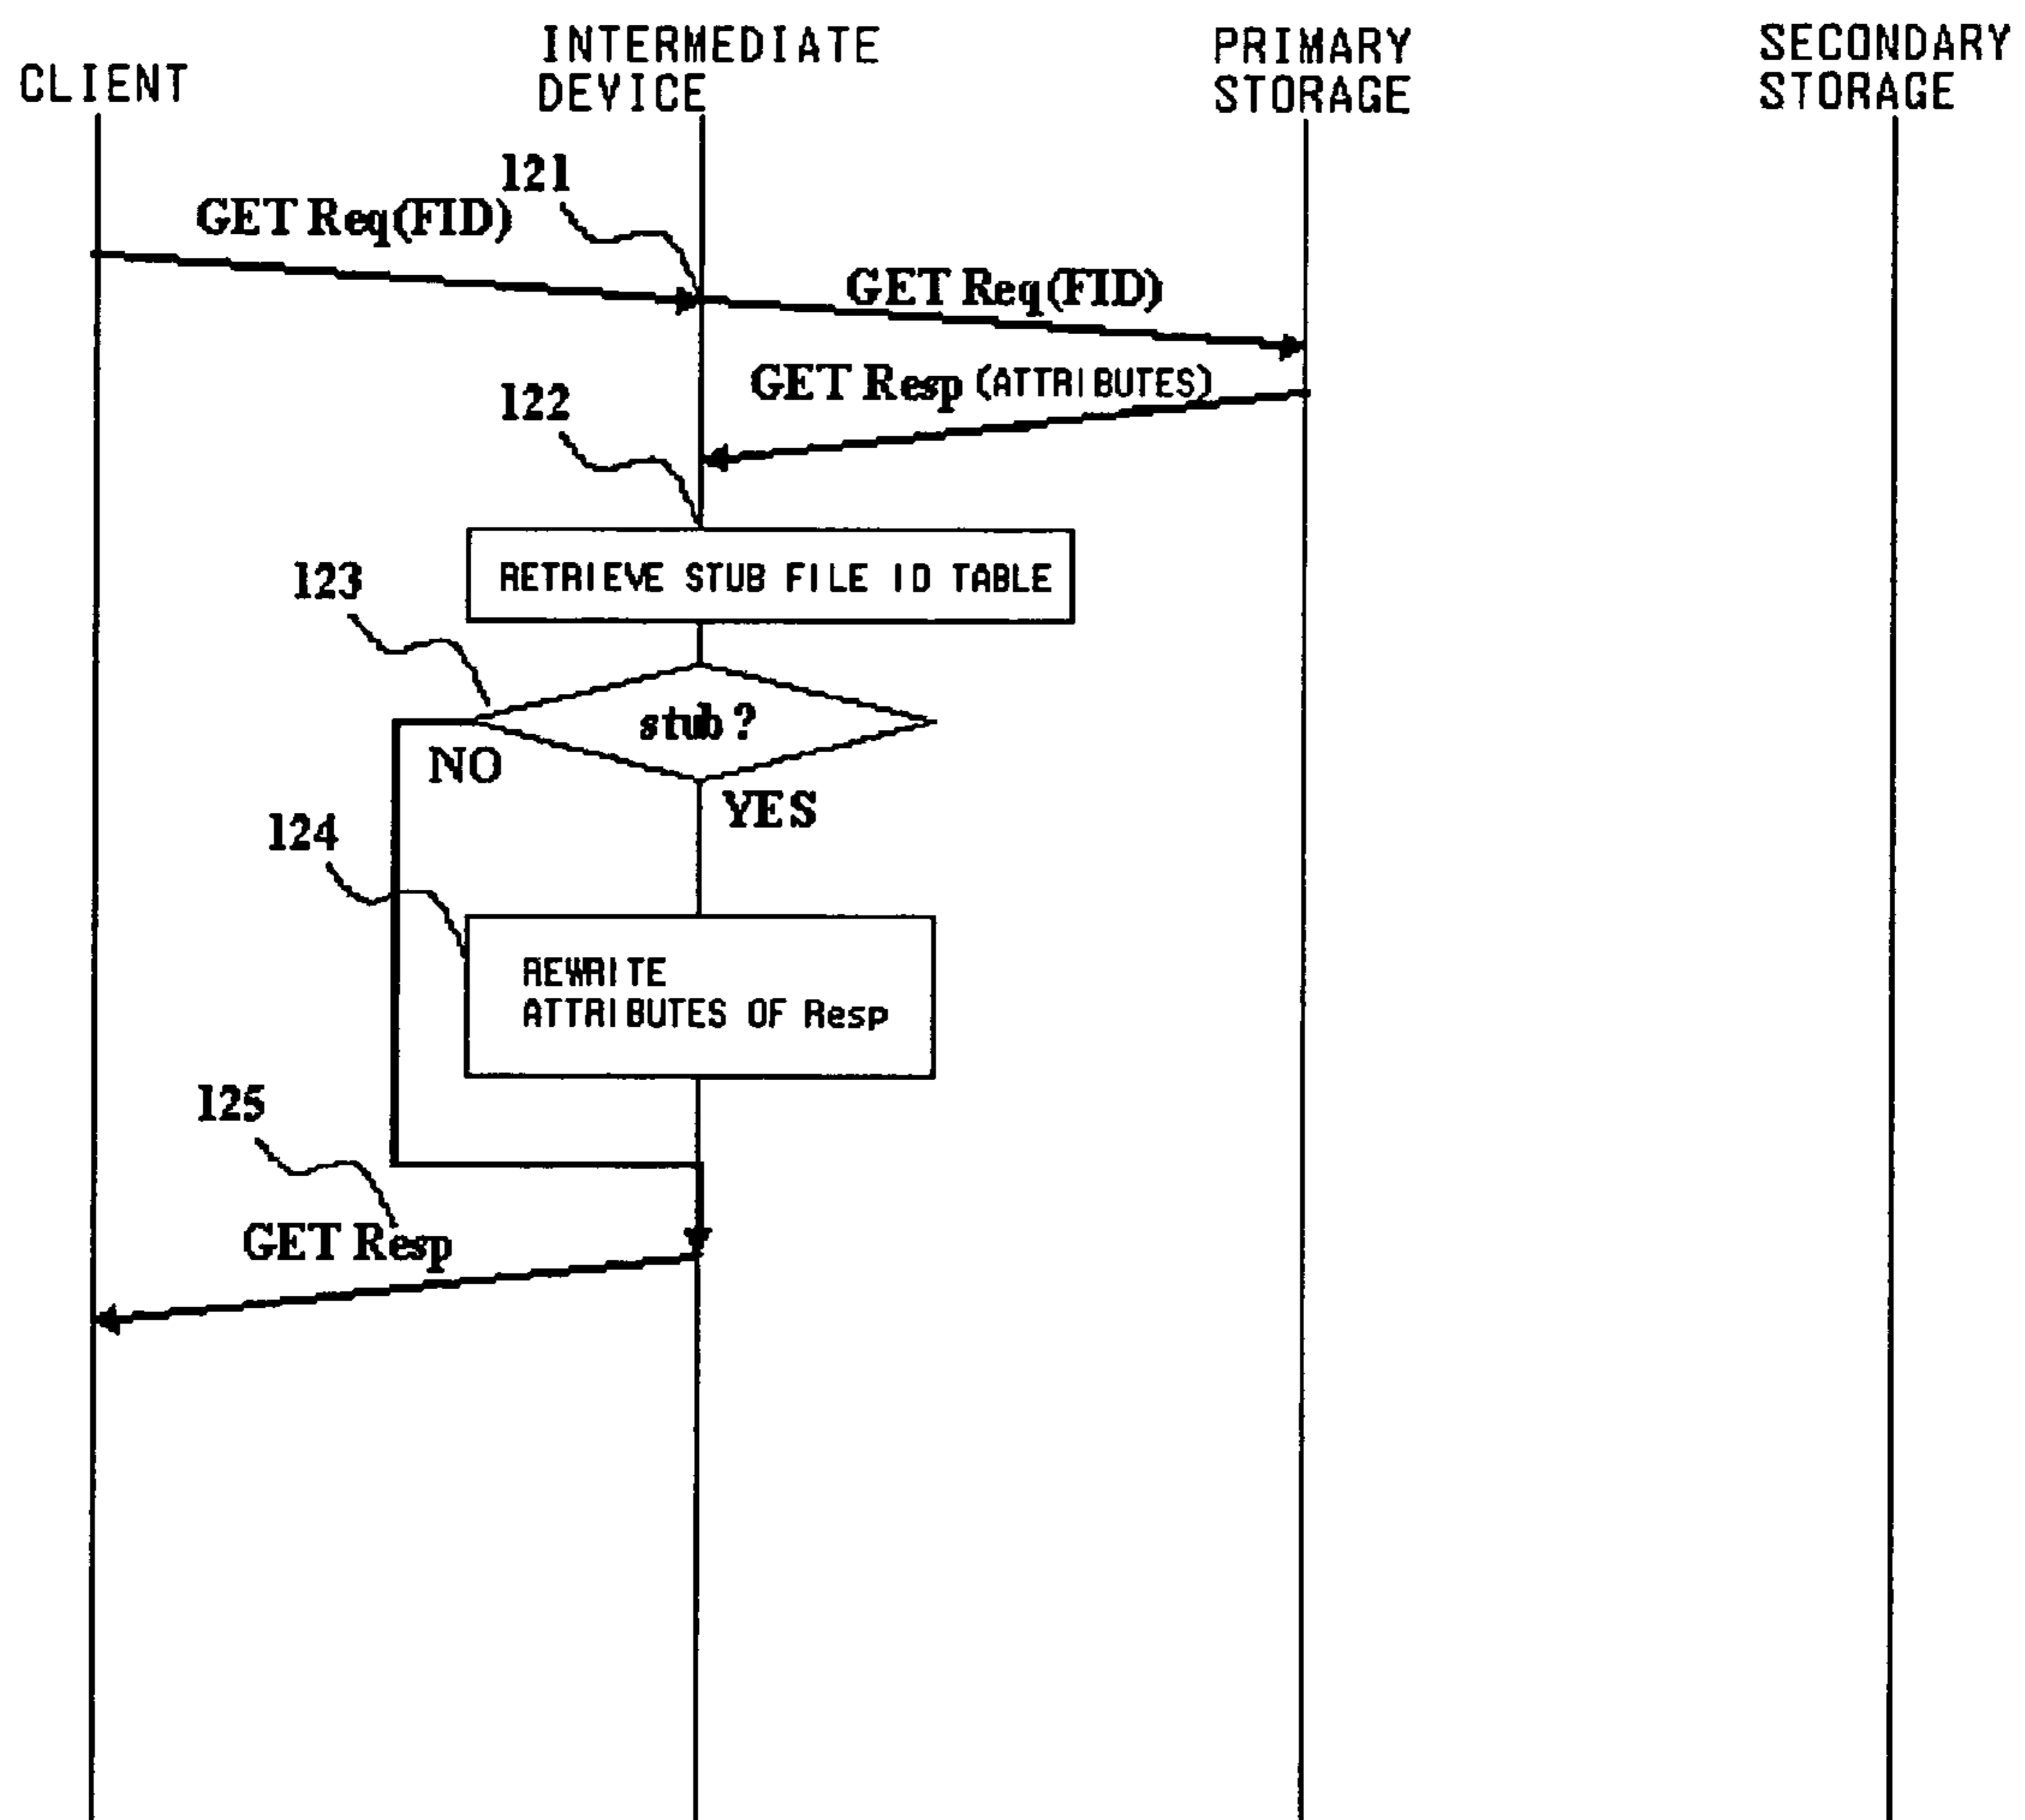 CLIENT
INTERMEDIATE
DEVICE
PRIMARY
STORAGE
SECONDARY
STORAGE
121
GET Req(FID)
GET Req(FID)
GET Resp (ATTRIBUTES)
122
RETRIEVE STUB FILE ID TABLE
123
stub?
NO
YES
124
REWRITE
ATTRIBUTES OF Resp
125
GET Resp